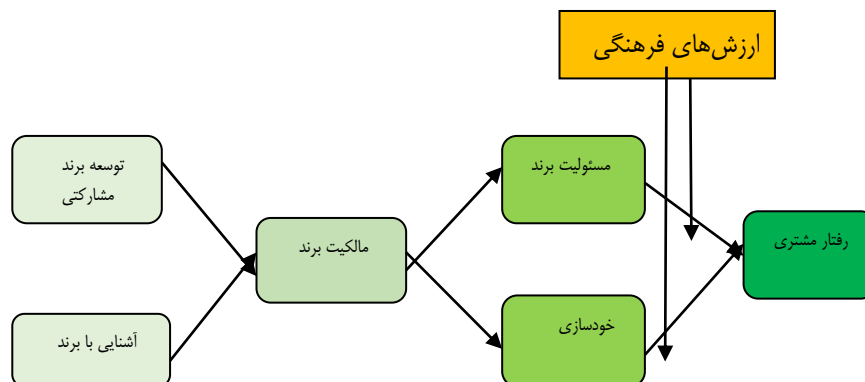 ارزش‌های فرهنگی
توسعه برند
مشارکتی
مسئولیت برند
مالکیت برند
رفتار مشتری
آشنایی با برند
خودسازی